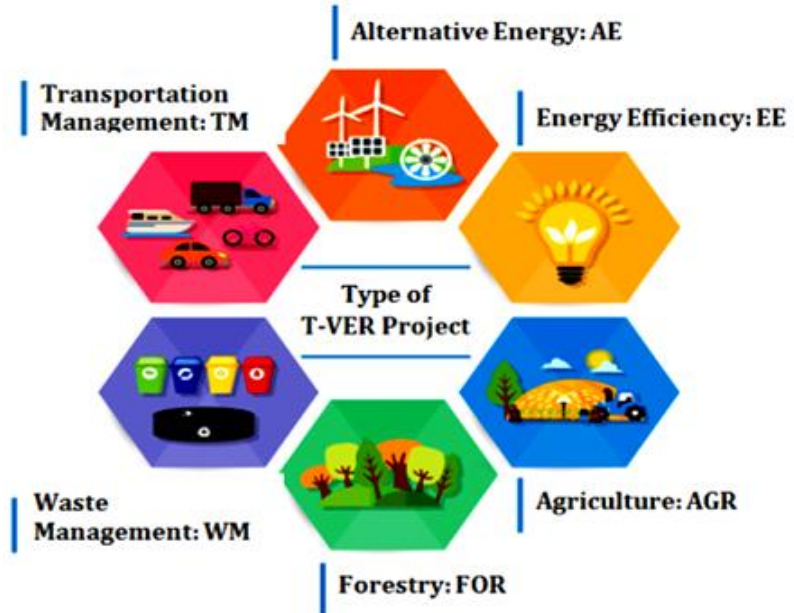 Alternative Energy: AE
Transportation
Management: TM
Energy Efficiency: EE
Type of
T-VER Project
Waste
Management: WM
Agriculture: AGR
Forestry: FOR